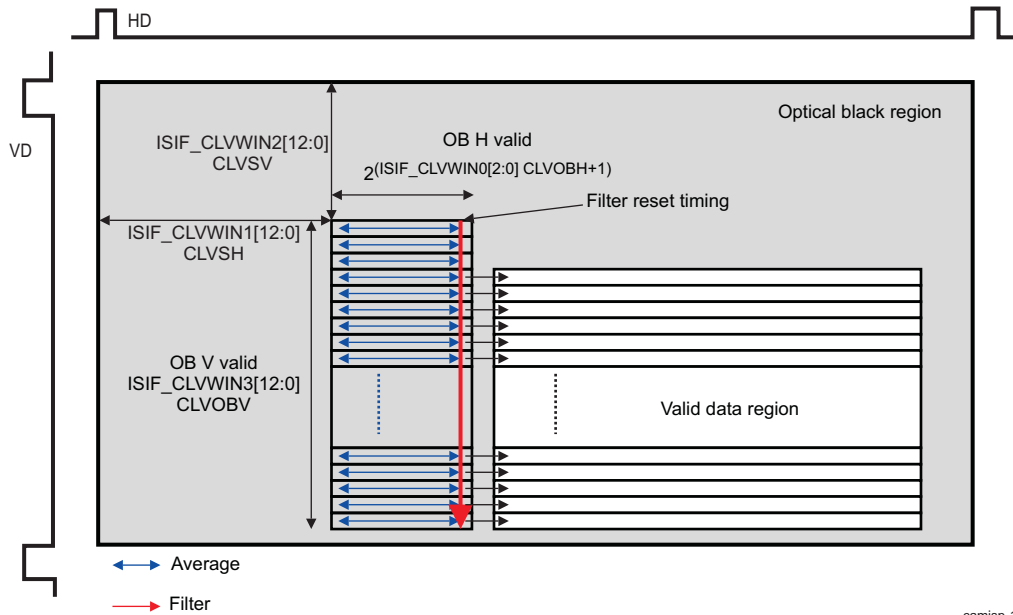 HD
VD
Optical black region
ISIF_CLVWIN2[12:0]
CLVSV
OB H valid
2(ISIF_CLVWIN0[2:0] CLVOBH+1)
Filter reset timing
ISIF_CLVWIN1[12:0]
CLVSH
OB V valid
ISIF_CLVWIN3[12:0]
CLVOBV
Valid data region
Average
Filter